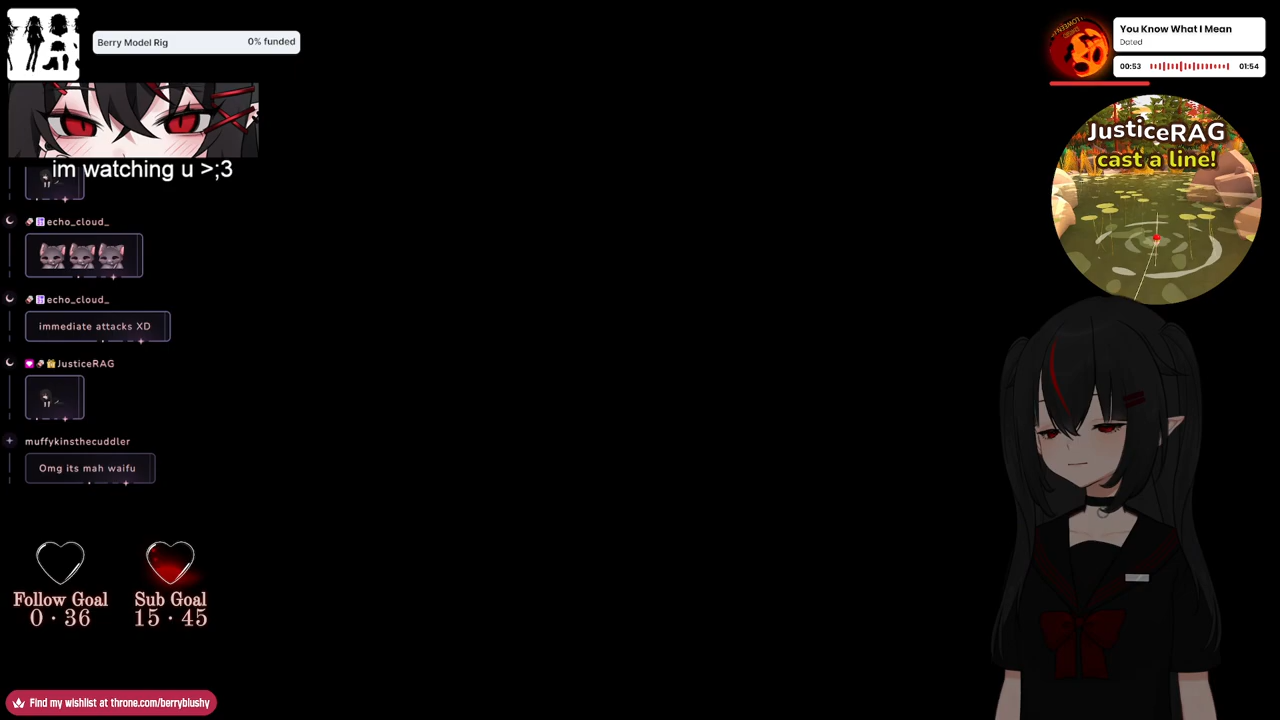 Berry Model Rig
0% funded
im watching u >;3
echo_cloud_
echo_cloud_
immediate attacks XD
JusticeRAG
muffykinsthecuddler
Omg its mah waifu
Follow Goal
0 · 36
Sub Goal
15 · 45
Find my wishlist at throne.com/berryblushy
You Know What I Mean
Dated
00:53
01:54
JusticeRAG
cast a line!